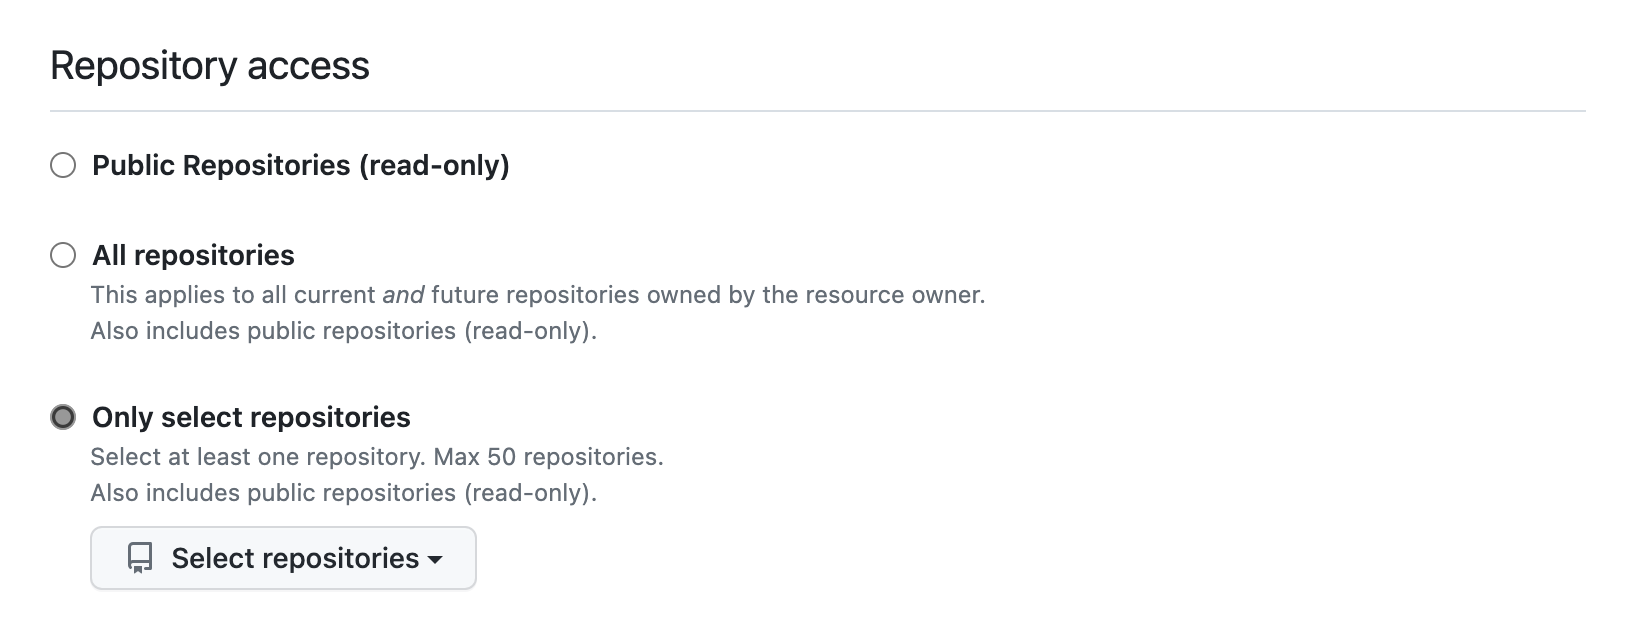 Repository access
Public Repositories (read-only)
All repositories
This applies to all current and future repositories owned by the resource owner.
Also includes public repositories (read-only).
Only select repositories
Select at least one repository. Max 50 repositories.
Also includes public repositories (read-only).
Select repositories